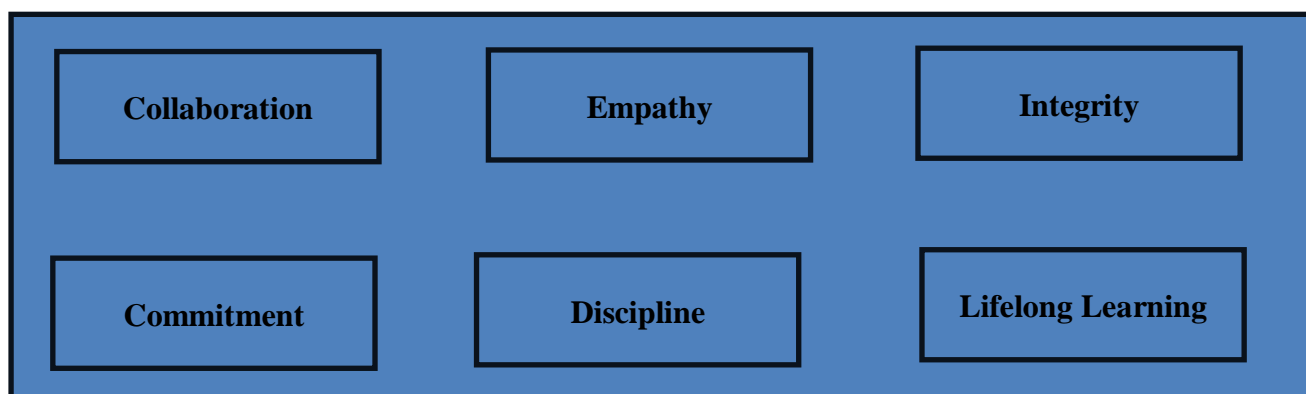 Collaboration
Empathy
Integrity
Commitment
Discipline
Lifelong Learning